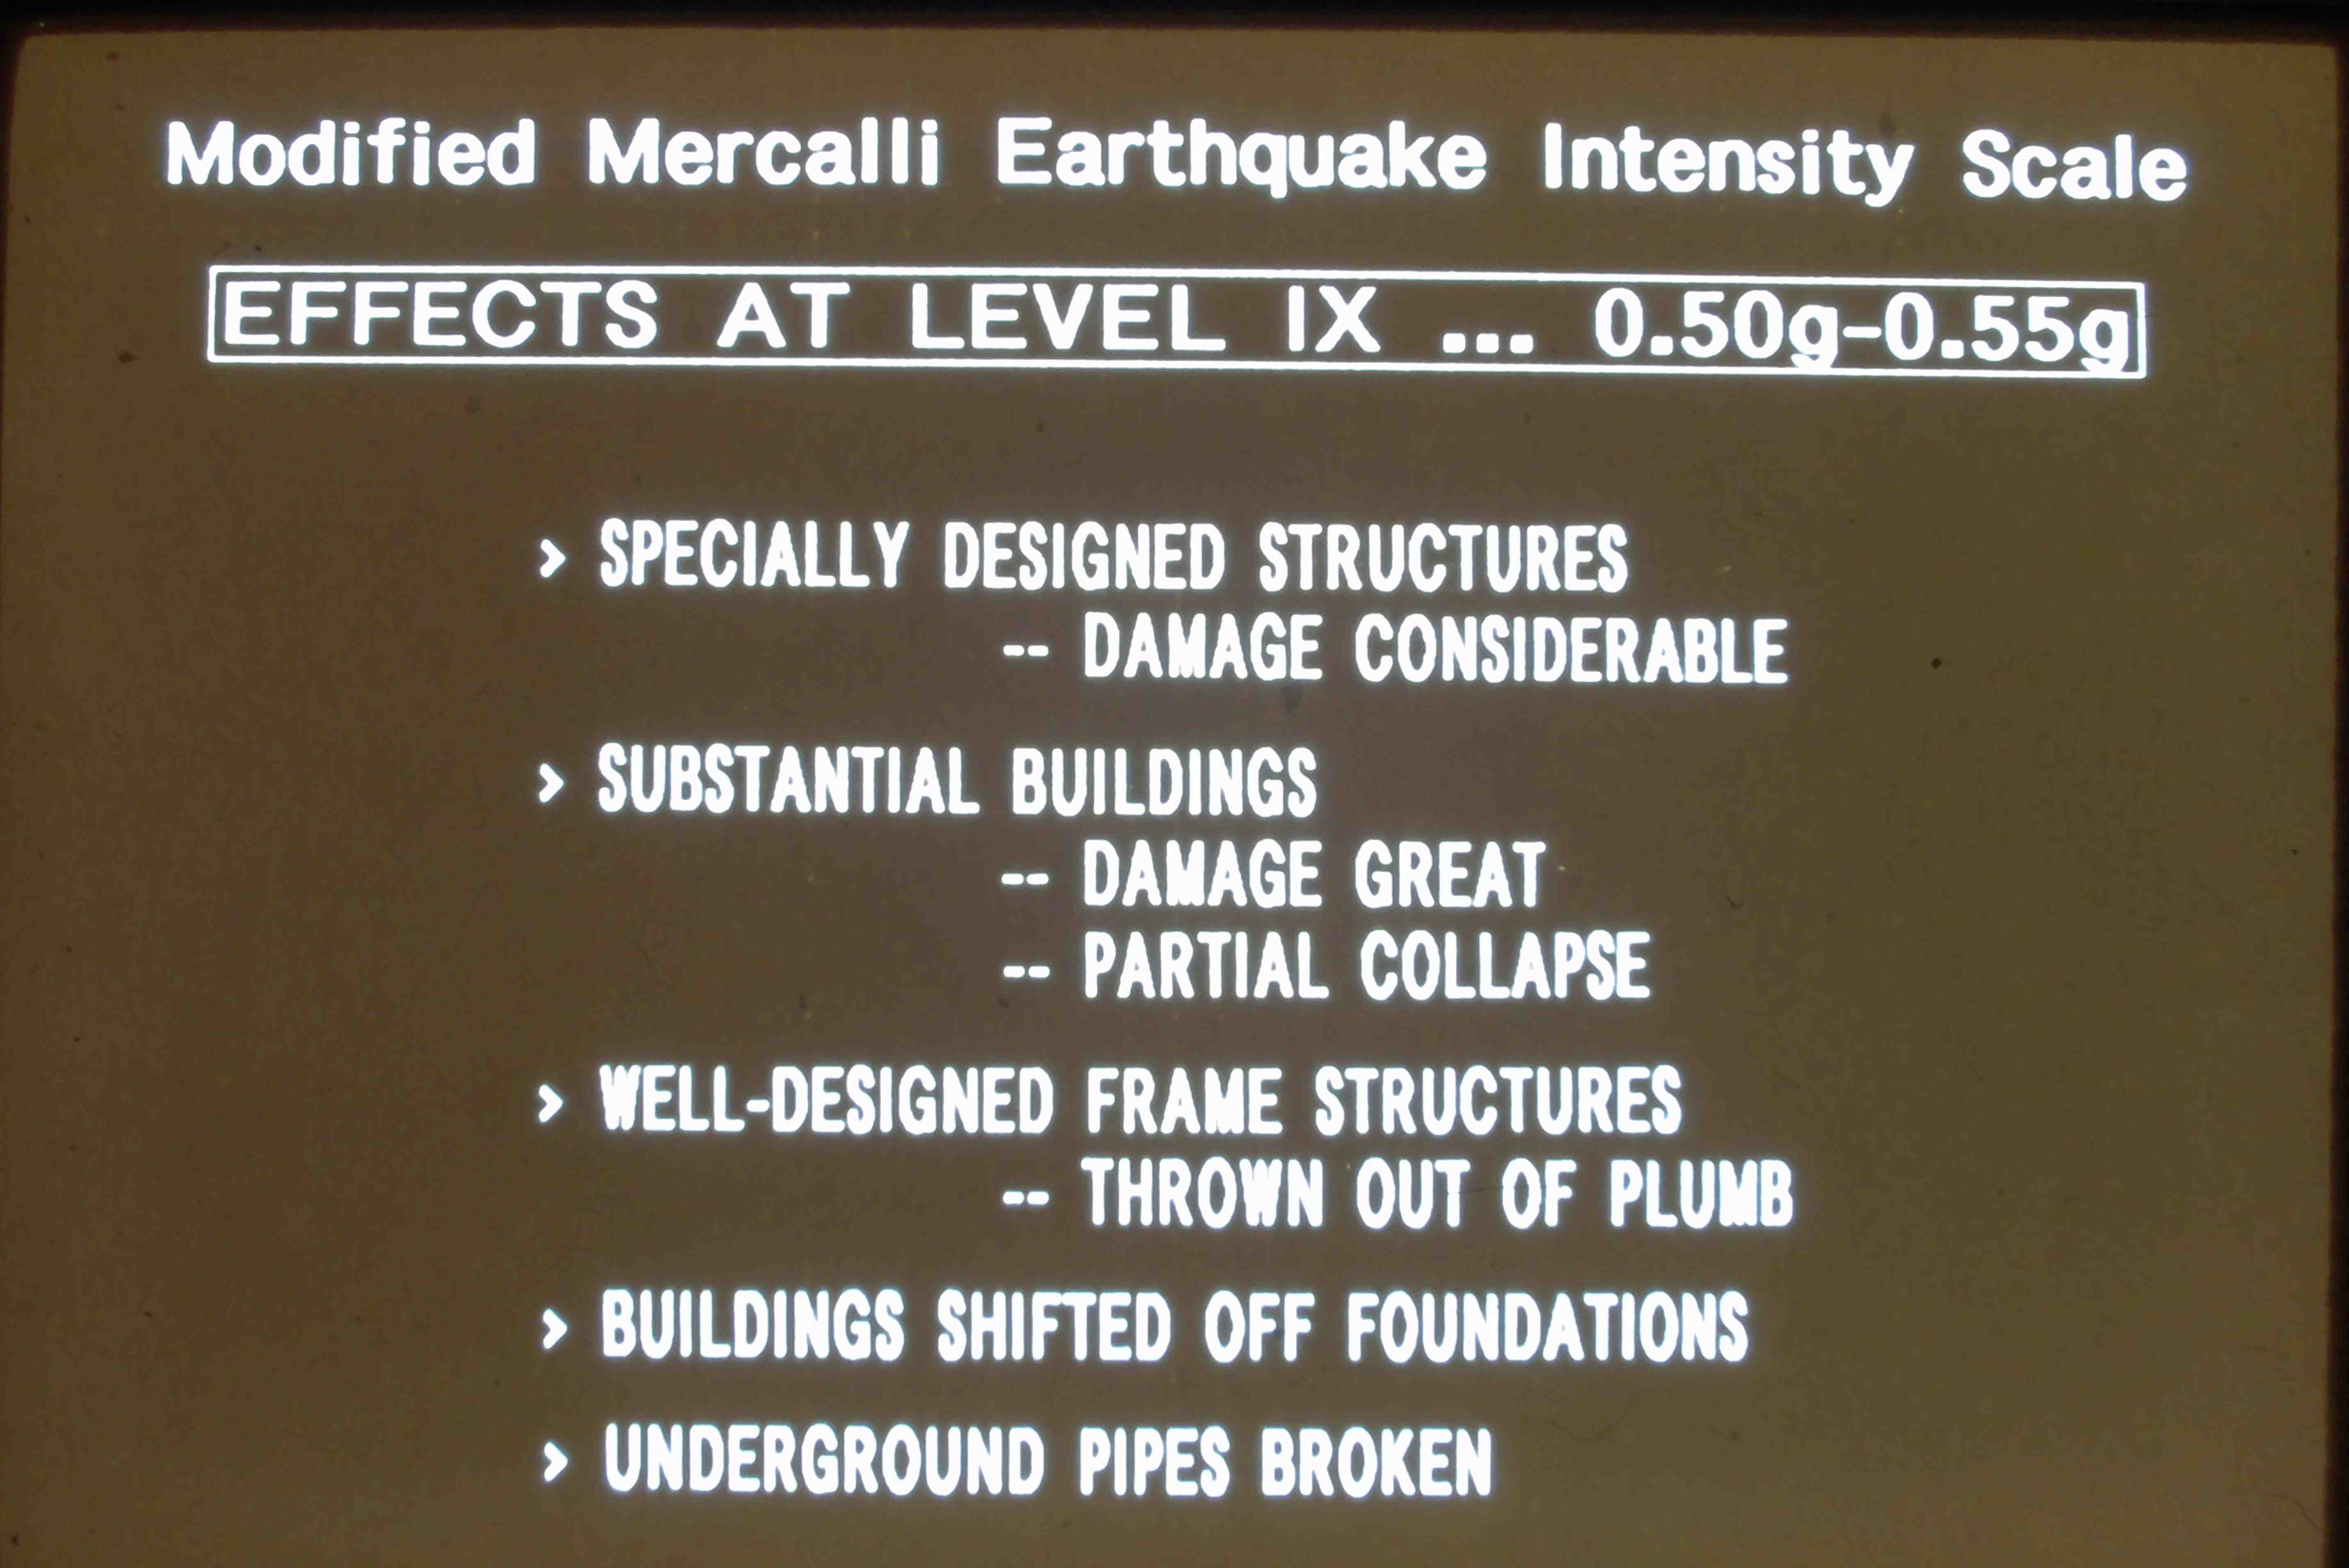 Modified Mercalli Earthquake Intensity Scale
EFFECTS AT LEVEL IX ... 0.50g-0.55g
> SPECIALLY DESIGNED STRUCTURES
-- DAMAGE CONSIDERABLE
> SUBSTANTIAL BUILDINGS
-- DAMAGE GREAT
-- PARTIAL COLLAPSE
> WELL-DESIGNED FRAME STRUCTURES
-- THROWN OUT OF PLUMB
> BUILDINGS SHIFTED OFF FOUNDATIONS
> UNDERGROUND PIPES BROKEN